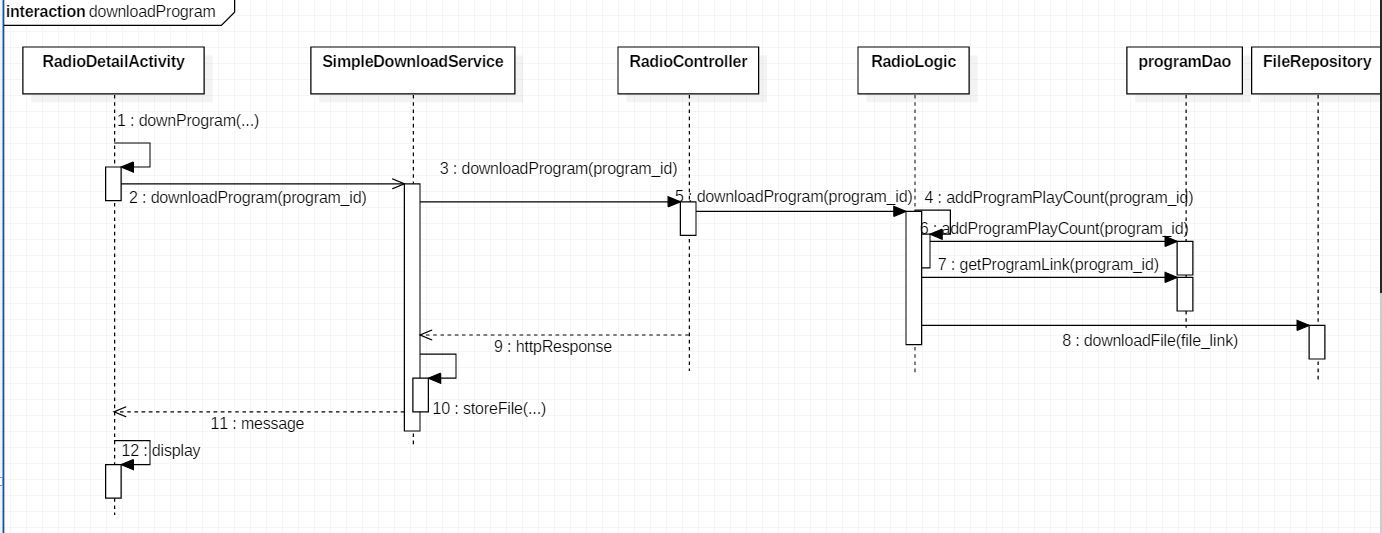 interaction downloadProgram
RadioDetailActivity
SimpleDownloadService
RadioController
RadioLogic
programDao
FileRepository
1 : downProgram(...)
2 : downloadProgram(program_id)
3 : downloadProgram(program_id)
5 : downloadProgram(program_id)
4 : addProgramPlayCount(program_id)
6 : addProgramPlayCount(program_id)
7 : getProgramLink(program_id)
8 : downloadFile(file_link)
9 : httpResponse
10 : storeFile(...)
11 : message
12 : display